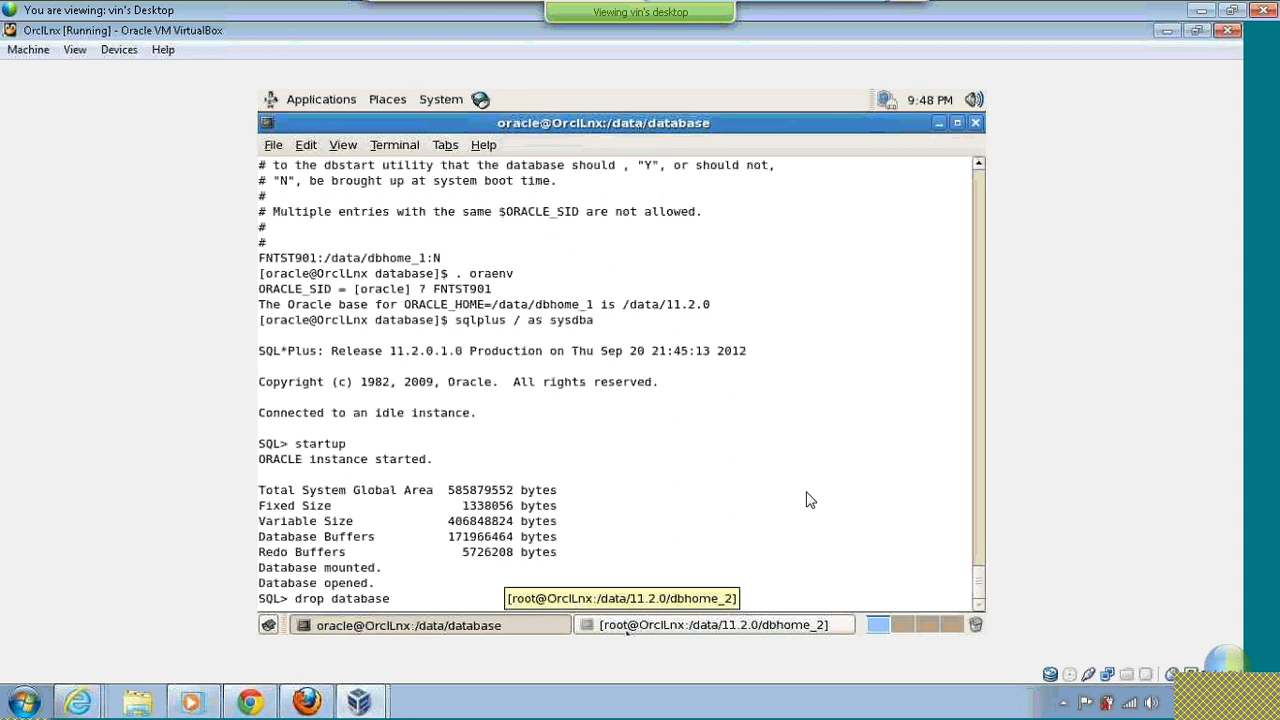 You are viewing: vin's Desktop
Viewing vin's desktop
OrclLnx [Running] - Oracle VM VirtualBox
Machine View Devices Help
Applications Places System 9:48 PM
oracle@OrclLnx:/data/database
File Edit View Terminal Tabs Help
# to the dbstart utility that the database should , "Y", or should not,
# "N", be brought up at system boot time.
#
# Multiple entries with the same $ORACLE_SID are not allowed.
#
#
FNTST901:/data/dbhome_1:N
[oracle@OrclLnx database]$ . oraenv
ORACLE_SID = [oracle] ? FNTST901
The Oracle base for ORACLE_HOME=/data/dbhome_1 is /data/11.2.0
[oracle@OrclLnx database]$ sqlplus / as sysdba
SQL*Plus: Release 11.2.0.1.0 Production on Thu Sep 20 21:45:13 2012
Copyright (c) 1982, 2009, Oracle.  All rights reserved.
Connected to an idle instance.
SQL> startup
ORACLE instance started.
Total System Global Area  585879552 bytes
Fixed Size                  1338056 bytes
Variable Size             406848824 bytes
Database Buffers          171966464 bytes
Redo Buffers                5726208 bytes
Database mounted.
Database opened.
SQL> drop database
[root@OrclLnx:/data/11.2.0/dbhome_2]
oracle@OrclLnx:/data/database
[root@OrclLnx:/data/11.2.0/dbhome_2]